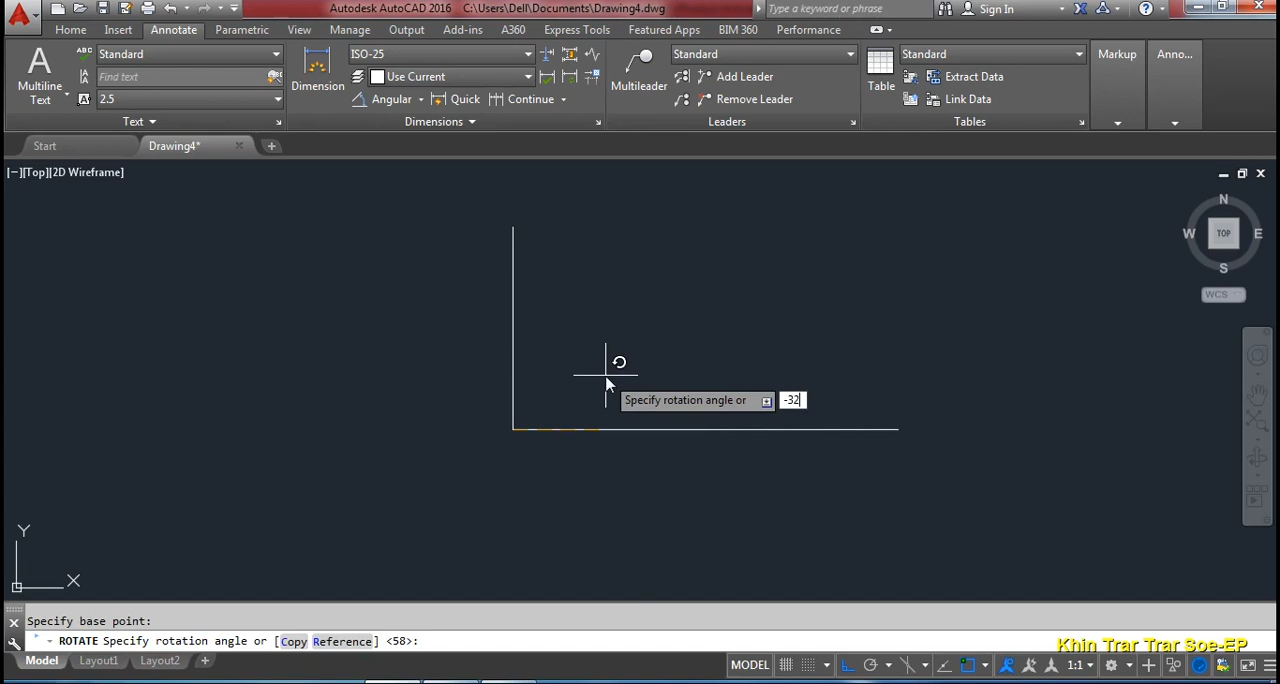 Autodesk AutoCAD 2016 C:\Users\Dell\Documents\Drawing4.dwg
Type a keyword or phrase
Sign In
Home Insert Annotate Parametric View Manage Output Add-ins A360 Express Tools Featured Apps BIM 360 Performance
A
Multiline
Text
ABC Standard
Find text
2.5
Text
Dimension
ISO-25
Use Current
Angular Quick Continue
Dimensions
Multileader
Standard
Add Leader
Remove Leader
Leaders
Table
Standard
Extract Data
Link Data
Tables
Markup
Anno...
Start Drawing4*
[−][Top][2D Wireframe]
N
W TOP E
S
WCS
Specify rotation angle or -32
Y
X
Specify base point:
ROTATE Specify rotation angle or [Copy Reference] <58>:
Khin Trar Trar Soe-EP
Model Layout1 Layout2 +
MODEL 1:1